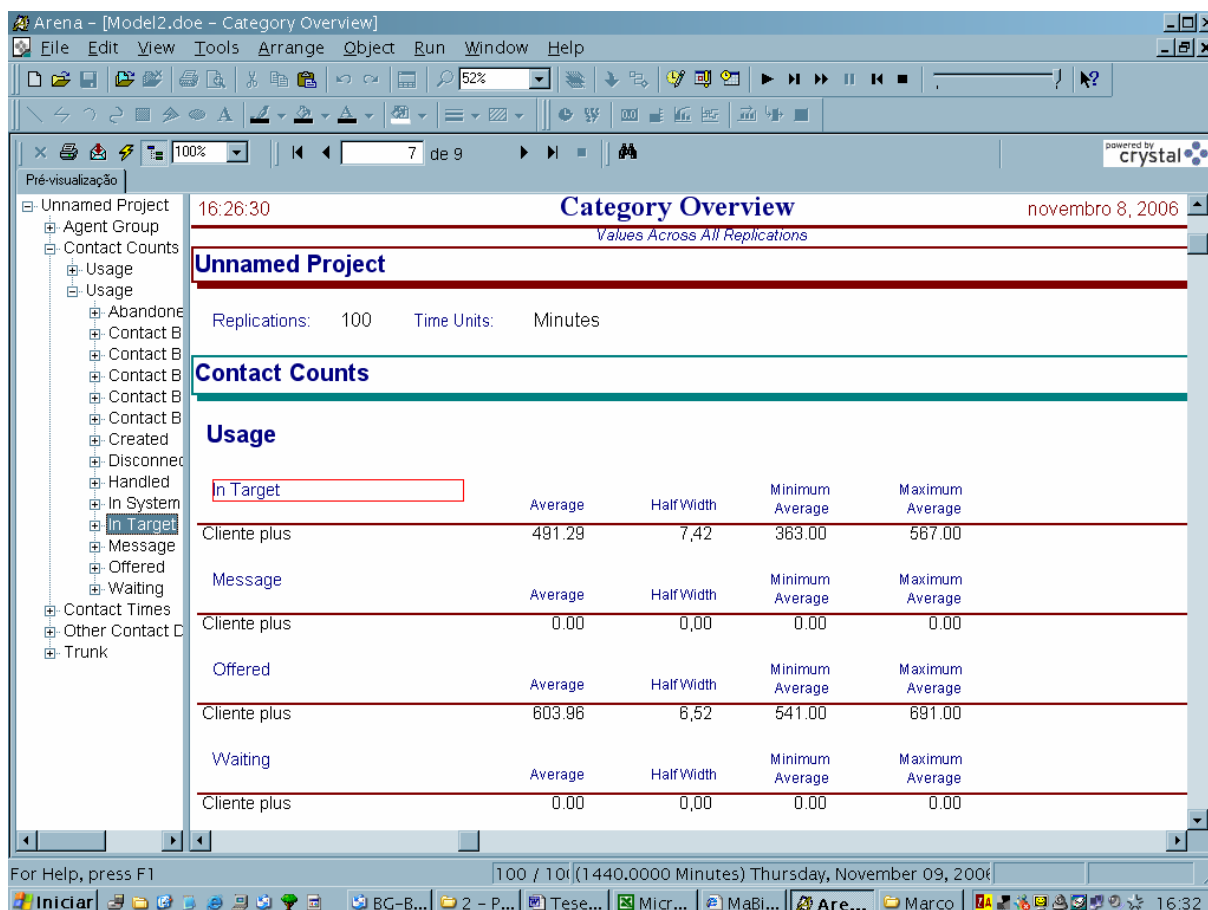 Arena - [Model2.doe - Category Overview]
File Edit View Tools Arrange Object Run Window Help
52%
100% 7 de 9
powered by crystal
Pré-visualização
Unnamed Project
Agent Group
Contact Counts
Usage
Usage
Abandone
Contact B
Contact B
Contact B
Contact B
Contact B
Created
Disconnec
Handled
In System
In Target
Message
Offered
Waiting
Contact Times
Other Contact D
Trunk
16:26:30 Category Overview novembro 8, 2006
Values Across All Replications
Unnamed Project
Replications: 100 Time Units: Minutes
Contact Counts
Usage
In Target Average Half Width Minimum Average Maximum Average
Cliente plus 491.29 7,42 363.00 567.00
Message Average Half Width Minimum Average Maximum Average
Cliente plus 0.00 0,00 0.00 0.00
Offered Average Half Width Minimum Average Maximum Average
Cliente plus 603.96 6,52 541.00 691.00
Waiting Average Half Width Minimum Average Maximum Average
Cliente plus 0.00 0,00 0.00 0.00
For Help, press F1 100 / 10( (1440.0000 Minutes) Thursday, November 09, 200
Iniciar BG-B... 2 - P... Tese... Micr... MaBi... Are... Marco 16:32